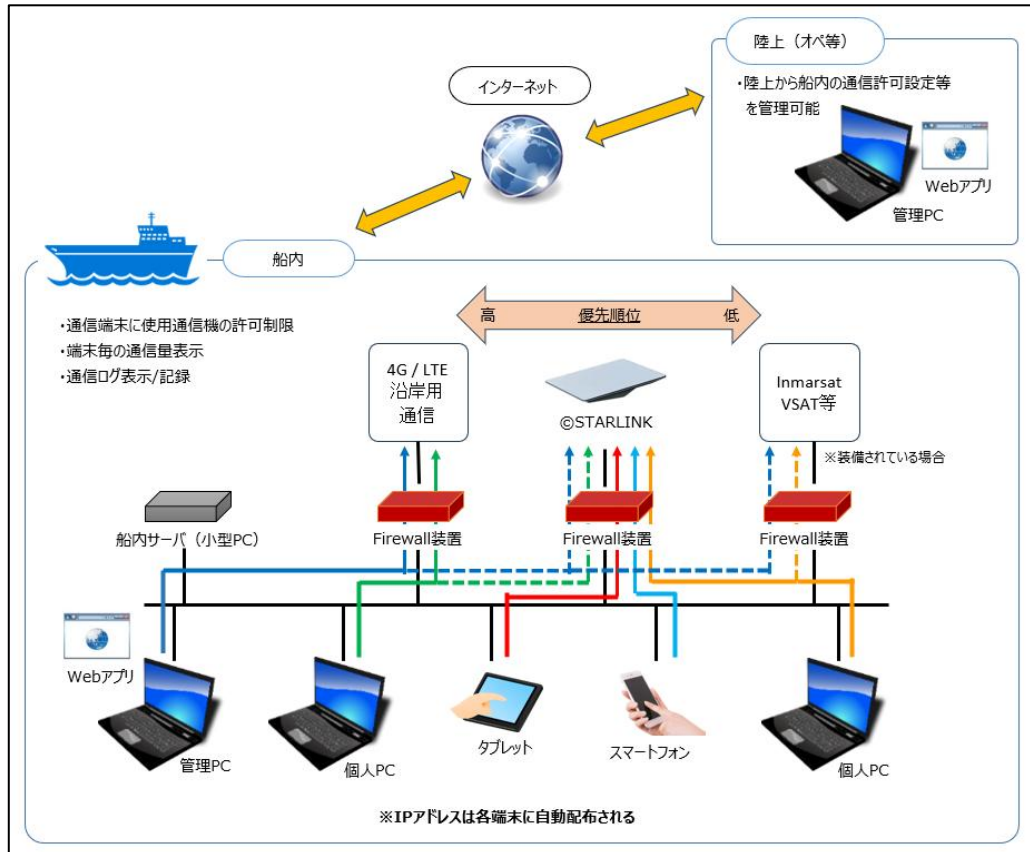 陸上（オペ等）
・陸上から船内の通信許可設定等
を管理可能
Webアプリ
管理PC
インターネット
船内
・通信端末に使用通信機の許可制限
・端末毎の通信量表示
・通信ログ表示/記録
高 優先順位 低
4G / LTE
沿岸用
通信
©STARLINK
Inmarsat
VSAT等
※装備されている場合
船内サーバ（小型PC）
Firewall装置
Firewall装置
Firewall装置
Webアプリ
管理PC
個人PC
タブレット
スマートフォン
個人PC
※IPアドレスは各端末に自動配布される